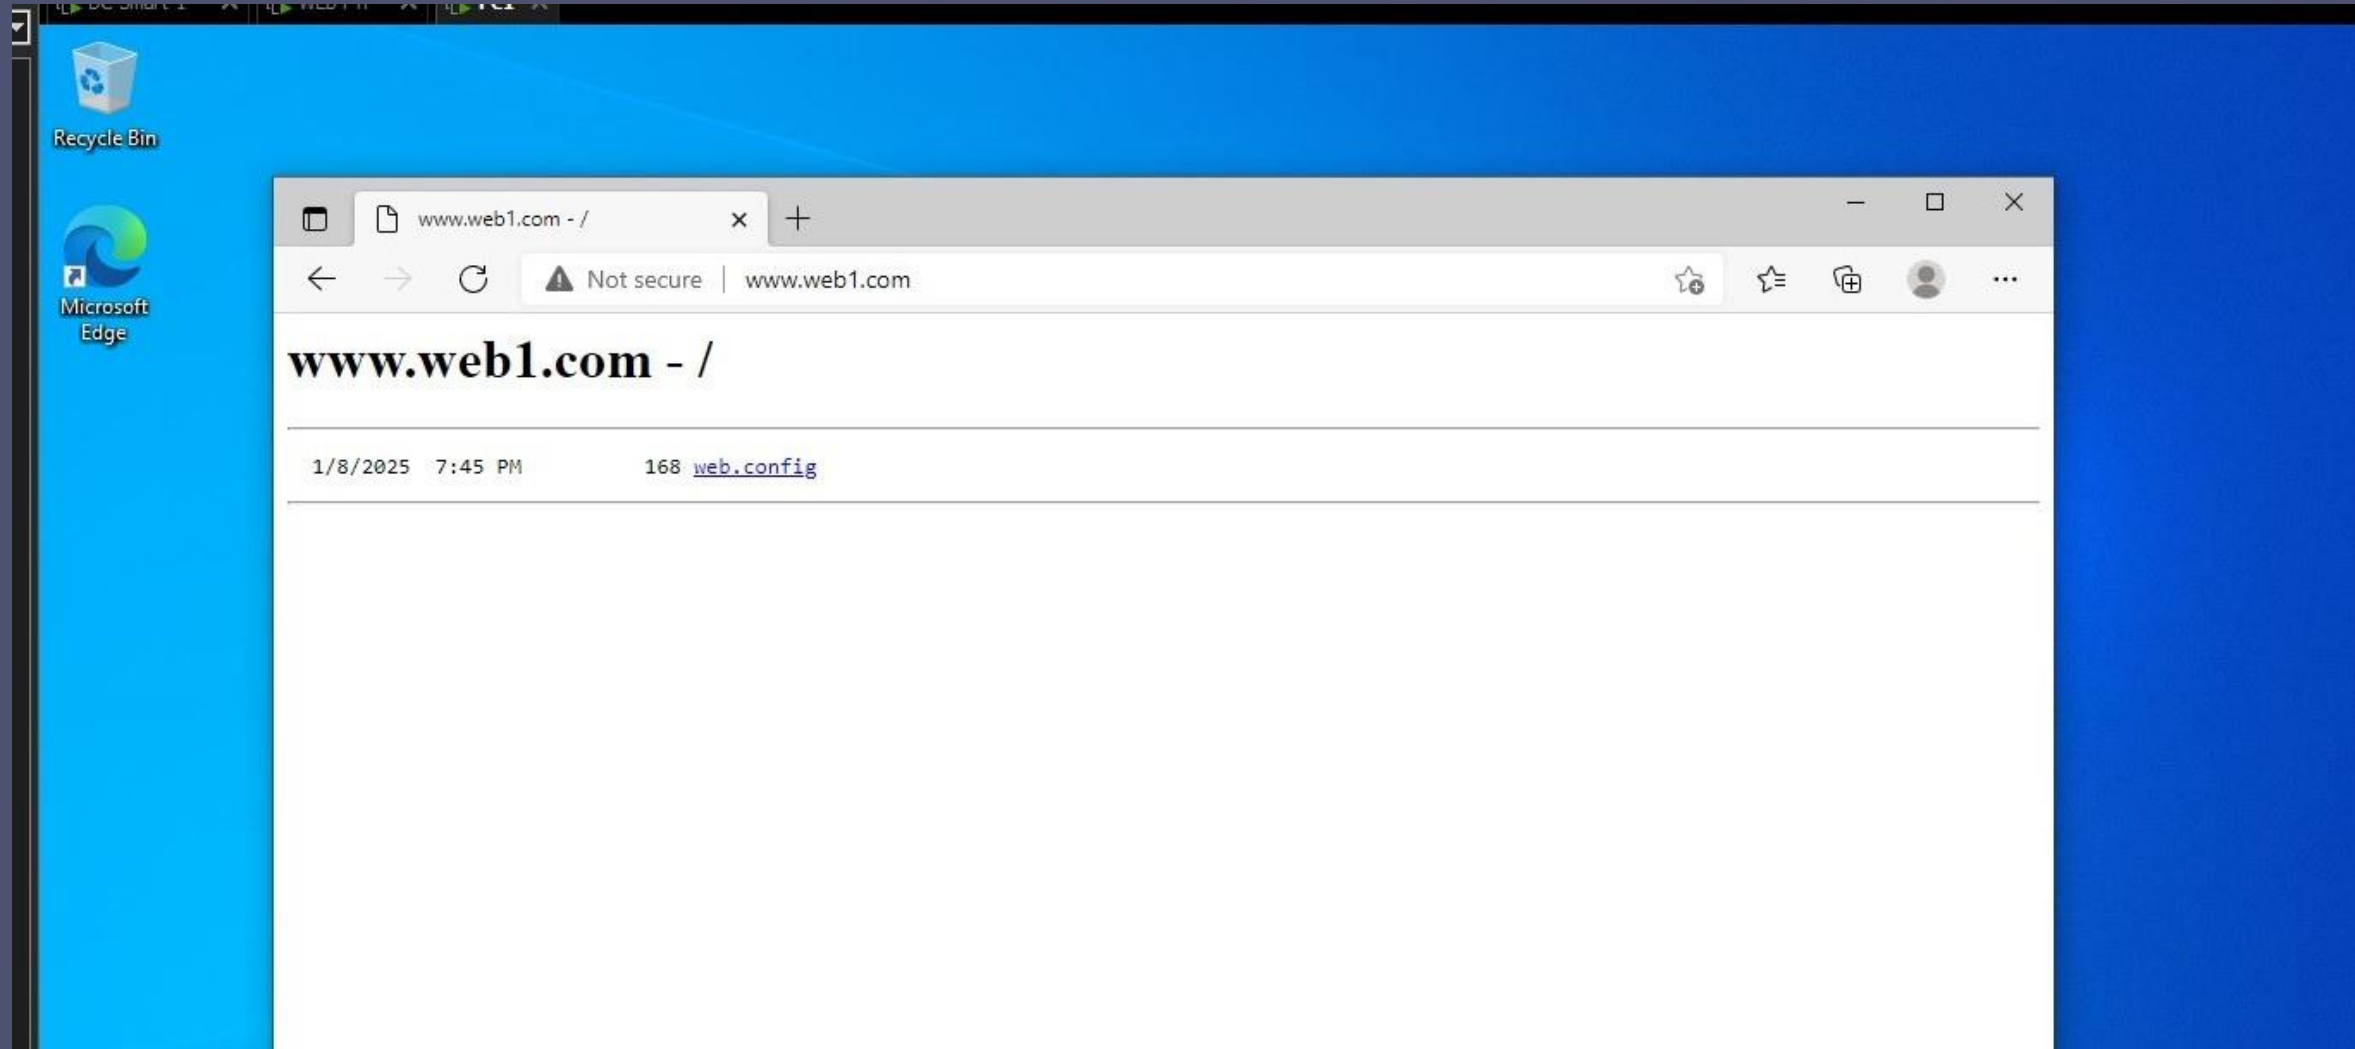 Recycle Bin
Microsoft
Edge
www.web1.com - /
Not secure
www.web1.com
www.web1.com - /
1/8/2025 7:45 PM 168 web.config